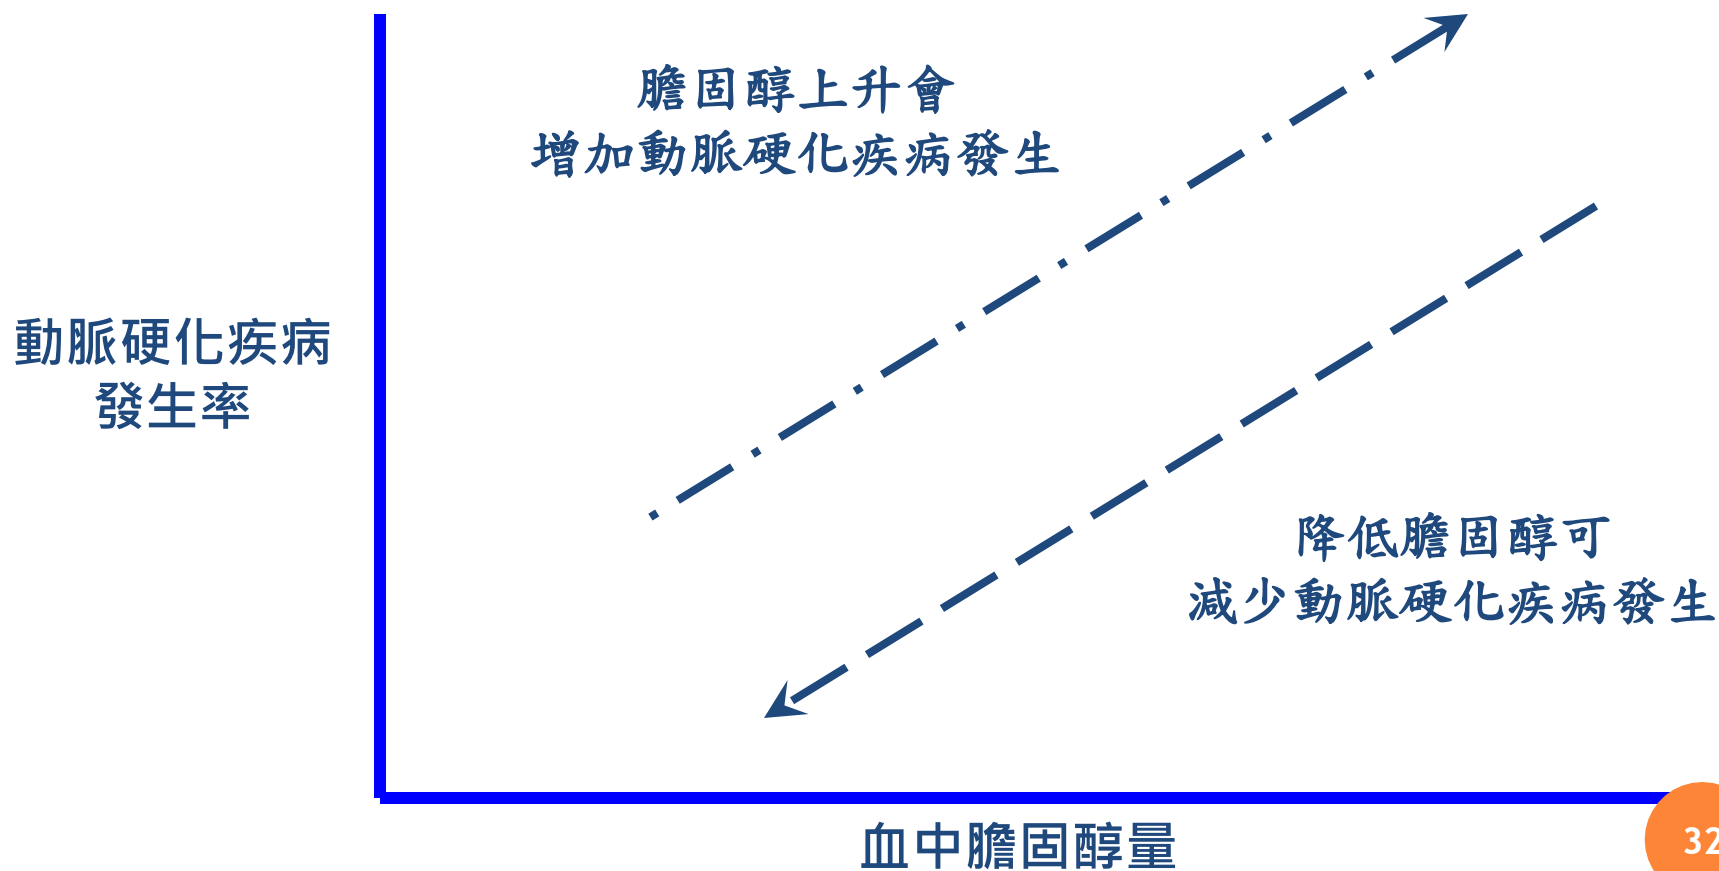 膽固醇上升會
增加動脈硬化疾病發生
動脈硬化疾病
發生率
降低膽固醇可
減少動脈硬化疾病發生
血中膽固醇量
32